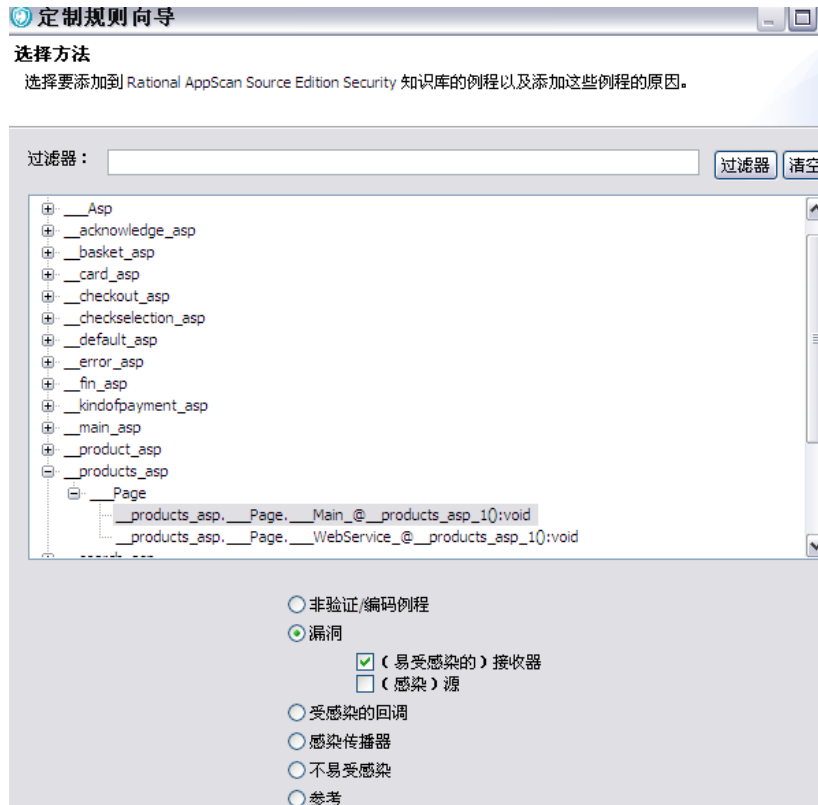 定制规则向导
选择方法
选择要添加到 Rational AppScan Source Edition Security 知识库的例程以及添加这些例程的原因。
过滤器：
过滤器
清空
___Asp
__acknowledge_asp
__basket_asp
__card_asp
__checkout_asp
__checkselection_asp
__default_asp
__error_asp
__fin_asp
__kindofpayment_asp
__main_asp
__product_asp
__products_asp
___Page
__products_asp.___Page.___Main_@__products_asp_1():void
__products_asp.___Page.___WebService_@__products_asp_1():void
非验证/编码例程
漏洞
（易受感染的）接收器
（感染）源
受感染的回调
感染传播器
不易受感染
参考